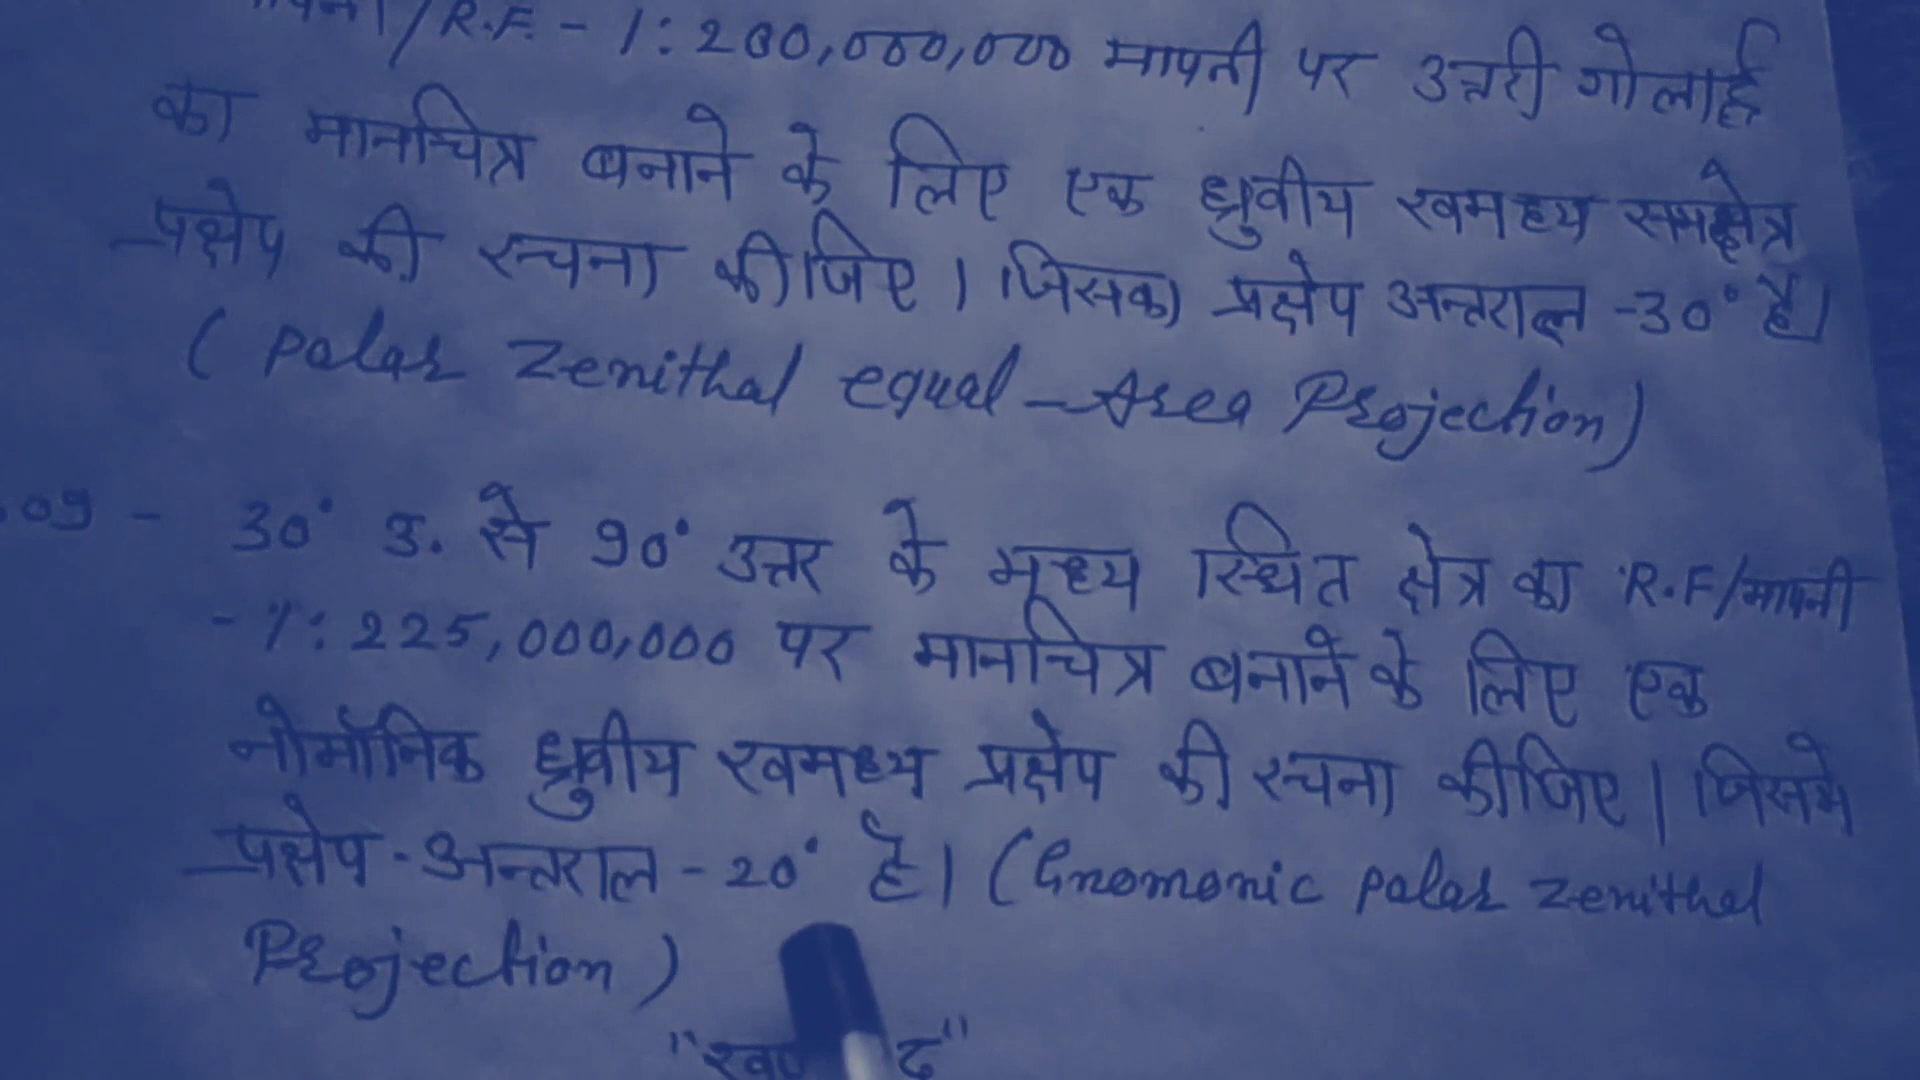 /R.F. - 1: 200,000,000 मापनी पर उत्तरी गोलार्द्ध
का मानचित्र बनाने के लिए एक ध्रुवीय खमध्य समक्षेत्र
प्रक्षेप की रचना कीजिए। जिसका प्रक्षेप अन्तराल -30° है।
( Polar Zenithal equal - Area Projection)
09 - 30° उ. से 90° उत्तर के मध्य स्थित क्षेत्र का R.F/मापनी
- 1: 225,000,000 पर मानचित्र बनाने के लिए एक
नोमॉनिक ध्रुवीय खमध्य प्रक्षेप की रचना कीजिए। जिसमे
प्रक्षेप-अन्तराल - 20° है। (Gnomonic Polar Zenithal
Projection)